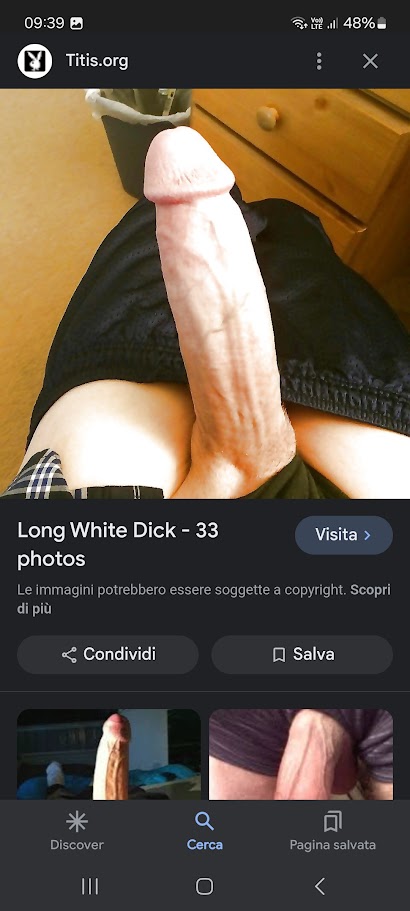 09:39
Vo))
LTE
48%
Titis.org
Long White Dick - 33
photos
Visita
Le immagini potrebbero essere soggette a copyright. Scopri
di più
Condividi
Salva
Discover
Cerca
Pagina salvata